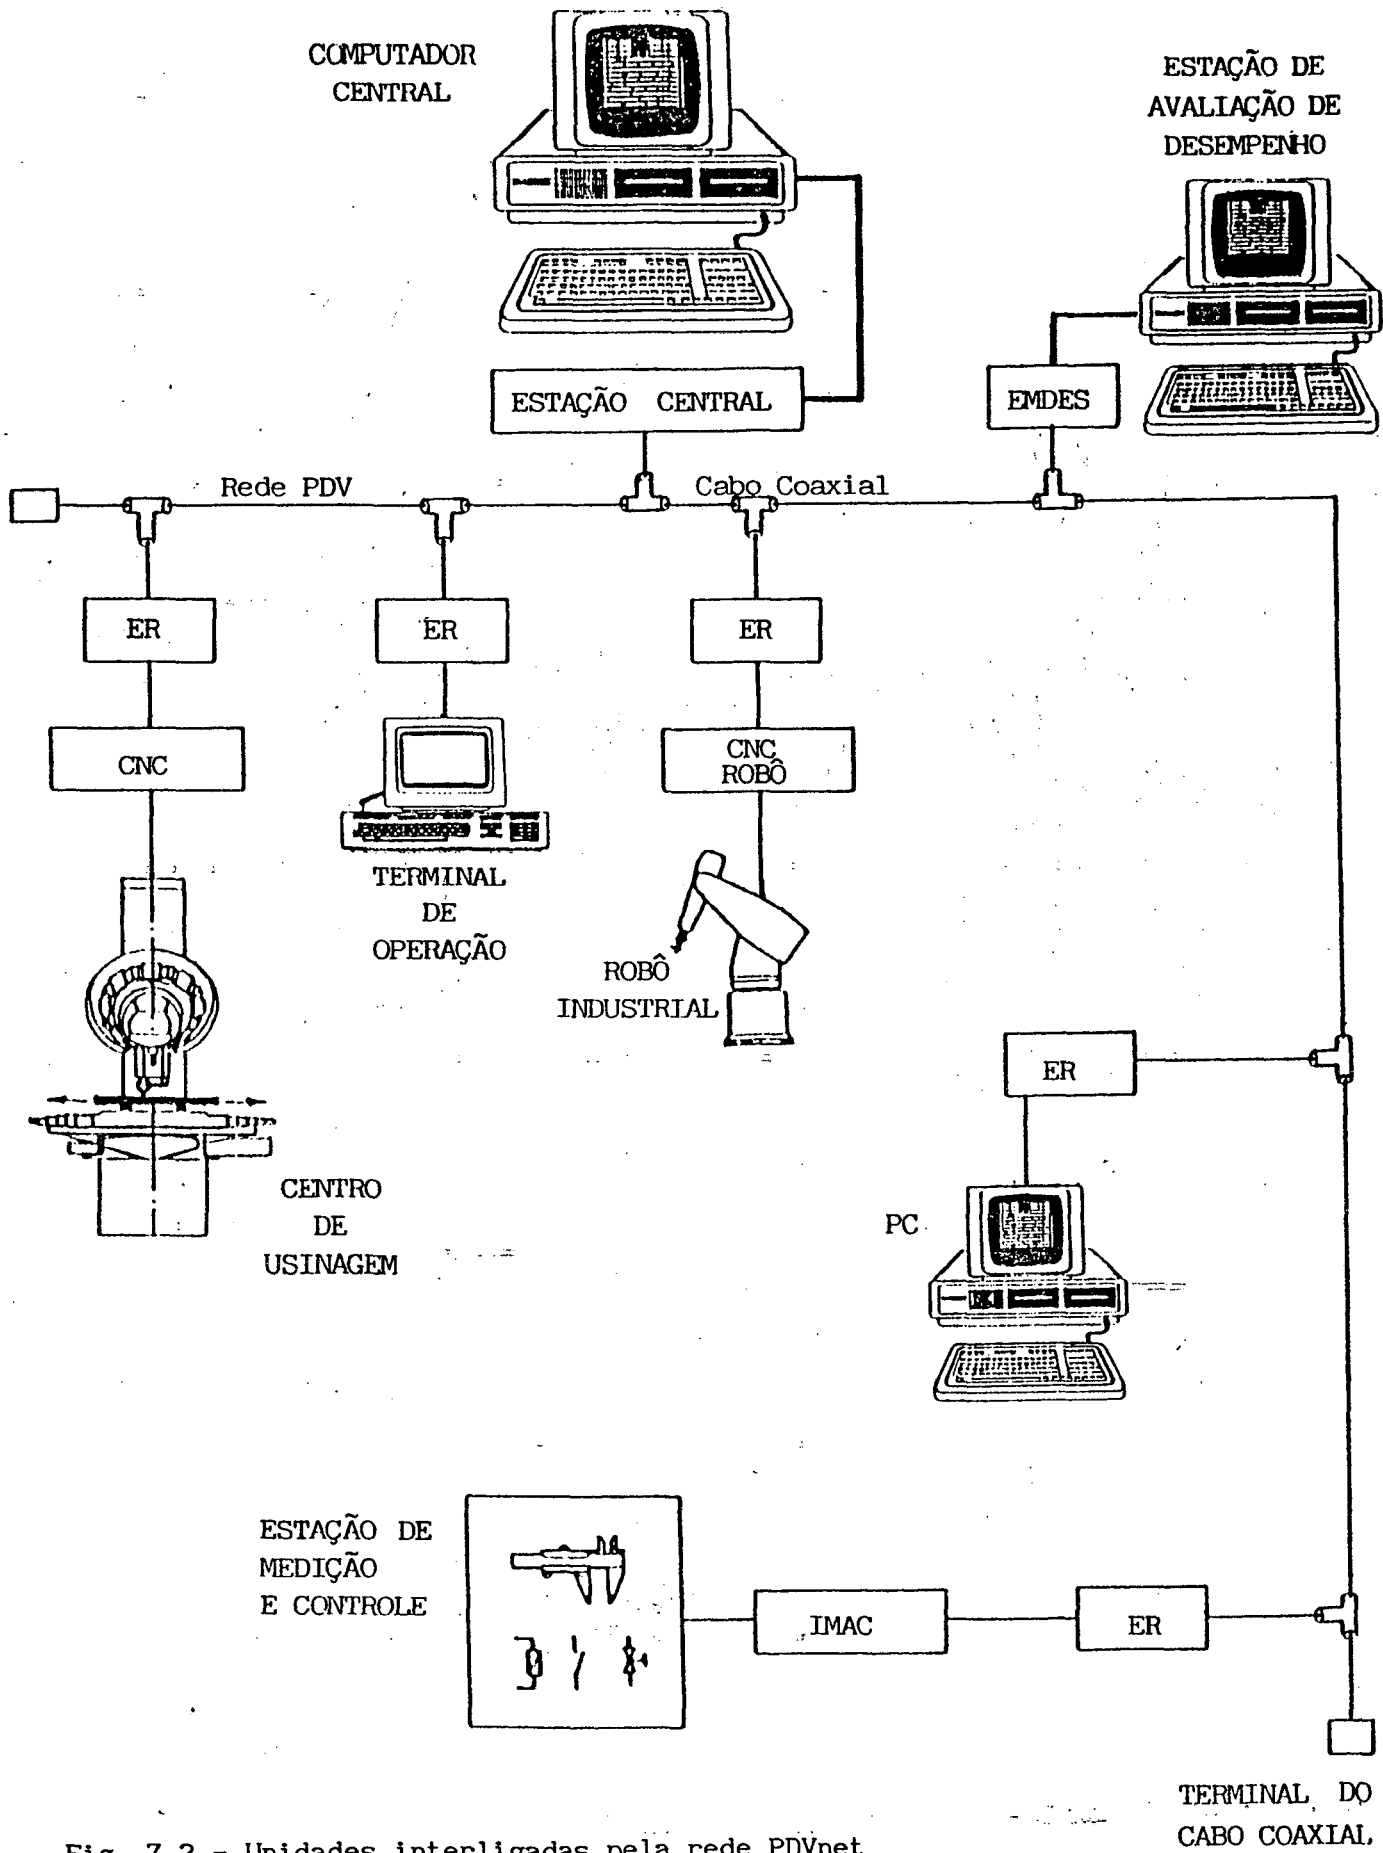 COMPUTADOR
CENTRAL
ESTAÇÃO DE
AVALIAÇÃO DE
DESEMPENHO
ESTAÇÃO CENTRAL
EMDES
Rede PDV
Cabo Coaxial
ER
ER
ER
CNC
CNC
ROBÔ
TERMINAL
DE
OPERAÇÃO
ROBÔ
INDUSTRIAL
ER
CENTRO
DE
USINAGEM
PC
ESTAÇÃO DE
MEDIÇÃO
E CONTROLE
IMAC
ER
TERMINAL DO
CABO COAXIAL
Fig. 7.2 - Unidades interligadas pela rede PDVnet